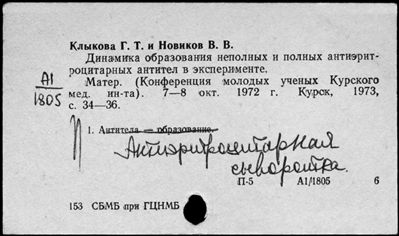 Клыкова Г. Т. и Новиков В. В.
Динамика образования неполных и полных антиэрит-
роцитарных антител в эксперименте.
А1
1805
Матер. (Конференция молодых ученых Курского
мед. ин-та). 7—8 окт. 1972 г. Курск, 1973,
с. 34—36.
1. Антитела — образование.
Антиэритроцитарная
сыворотка.
П-5 А1/1805 6
153 СБМБ при ГЦНМБ